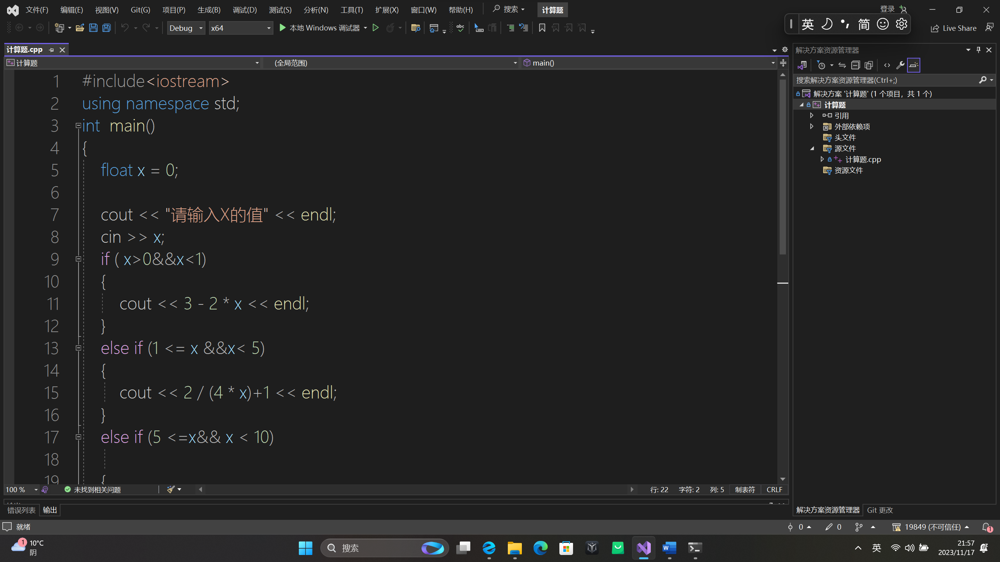 文件(F) 编辑(E) 视图(V) Git(G) 项目(P) 生成(B) 调试(D) 测试(S) 分析(N) 工具(T) 扩展(X) 窗口(W) 帮助(H) 搜索 计算题 登录
Debug x64 本地 Windows 调试器 abc 英 简 Live Share
计算题.cpp
计算题 (全局范围) main()
1 #include<iostream>
2 using namespace std;
3 int  main()
4 {
5 float x = 0;
6
7 cout << "请输入X的值" << endl;
8 cin >> x;
9 if ( x>0&&x<1)
10 {
11 cout << 3 - 2 * x << endl;
12 }
13 else if (1 <= x &&x< 5)
14 {
15 cout << 2 / (4 * x)+1 << endl;
16 }
17 else if (5 <=x&& x < 10)
18
19 {
100 % 未找到相关问题 行: 22 字符: 2 列: 5 制表符 CRLF
错误列表 输出
解决方案资源管理器
搜索解决方案资源管理器(Ctrl+;)
解决方案 '计算题' (1 个项目，共 1 个)
计算题
引用
外部依赖项
头文件
源文件
计算题.cpp
资源文件
解决方案资源管理器 Git 更改
就绪 0 0 19849 (不可信任) 1
1 10°C
阴
搜索
英
21:57
2023/11/17